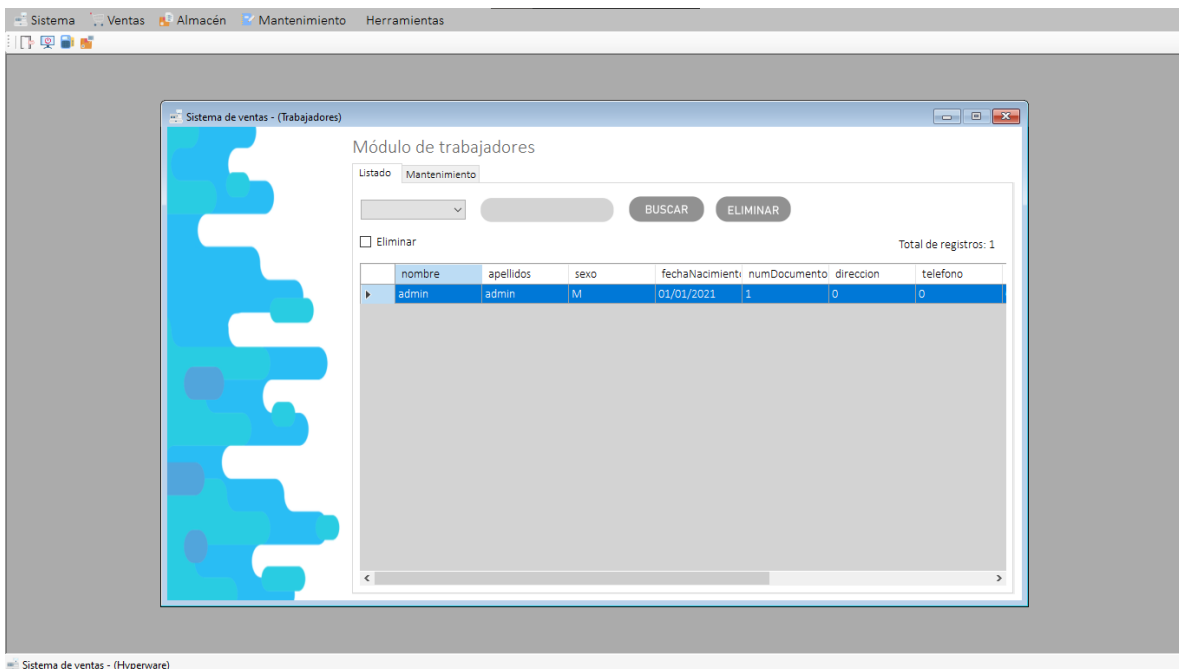 Sistema Ventas Almacén Mantenimiento Herramientas
Sistema de ventas - (Trabajadores)
Módulo de trabajadores
Listado Mantenimiento
BUSCAR ELIMINAR
Eliminar
Total de registros: 1
nombre apellidos sexo fechaNacimiento numDocumento direccion telefono
admin admin M 01/01/2021 1 0 0
Sistema de ventas - (Hyperware)